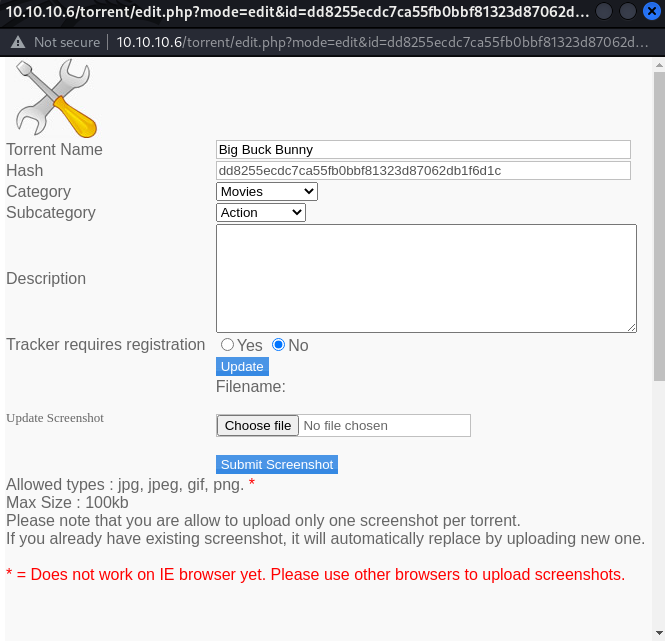 10.10.10.6/torrent/edit.php?mode=edit&id=dd8255ecdc7ca55fb0bbf81323d87062d...
Not secure | 10.10.10.6/torrent/edit.php?mode=edit&id=dd8255ecdc7ca55fb0bbf81323d87062d...
Torrent Name Big Buck Bunny
Hash dd8255ecdc7ca55fb0bbf81323d87062db1f6d1c
Category Movies
Subcategory Action
Description
Tracker requires registration Yes No
Update
Filename:
Update Screenshot Choose file No file chosen
Submit Screenshot
Allowed types : jpg, jpeg, gif, png. *
Max Size : 100kb
Please note that you are allow to upload only one screenshot per torrent.
If you already have existing screenshot, it will automatically replace by uploading new one.
* = Does not work on IE browser yet. Please use other browsers to upload screenshots.